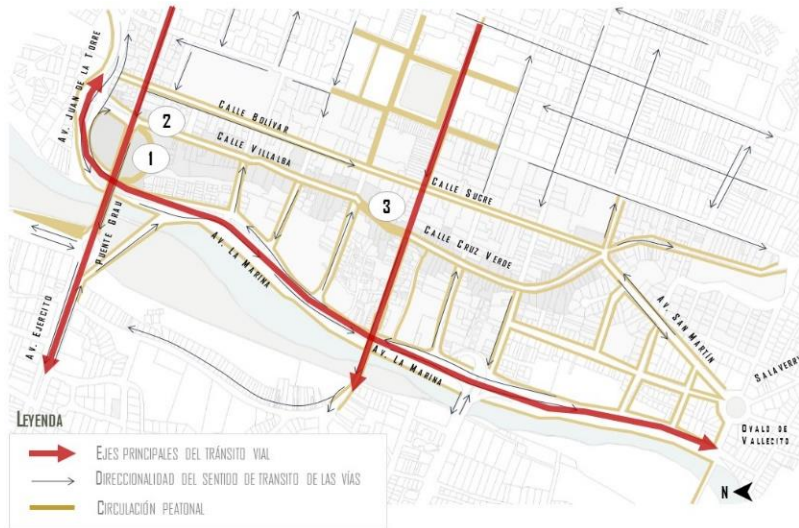 Av. Juan de la Torre
Calle Bolívar
2
Calle Villalba
1
Calle Sucre
3
Puente Grau
Av. La Marina
Calle Cruz Verde
Av. San Martín
Av. Ejercito
Av. La Marina
Salaverry
Ovalo de
Vallecito
Leyenda
Ejes principales del tránsito vial
Direccionalidad del sentido de transito de las vías
Circulación peatonal
N